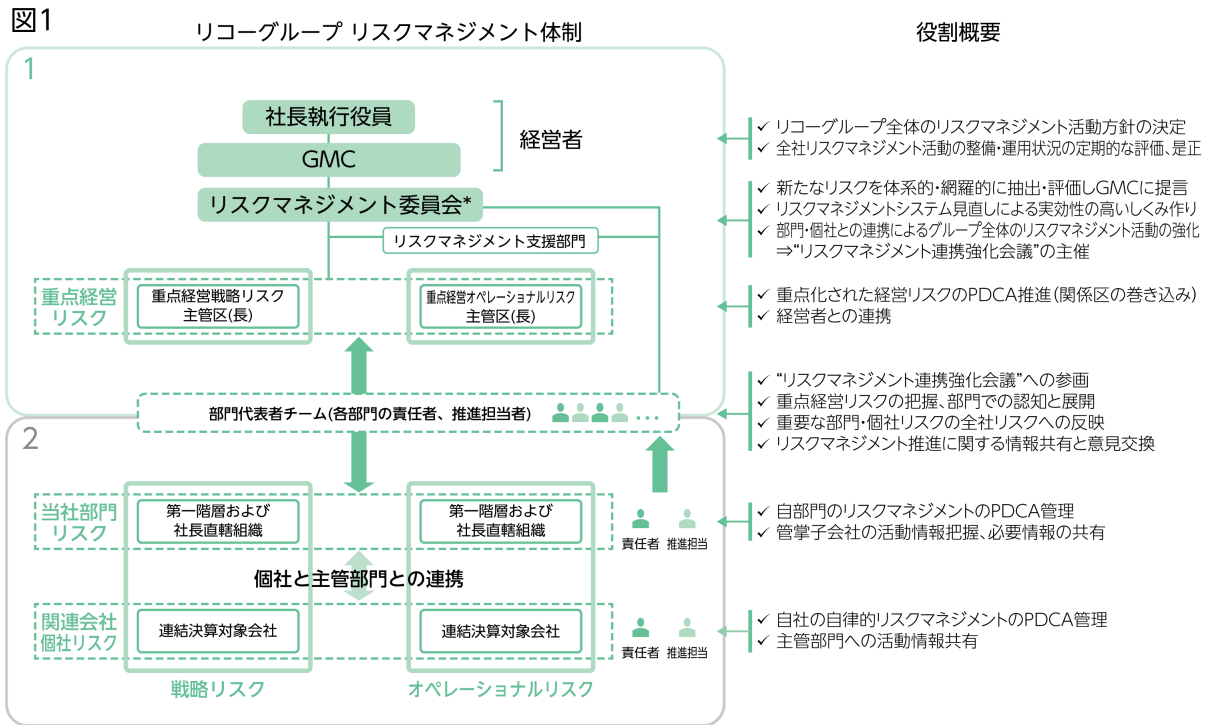 図1
リコーグループ リスクマネジメント体制
役割概要
1
社長執行役員
GMC
経営者
リスクマネジメント委員会*
リスクマネジメント支援部門
✓ リコーグループ全体のリスクマネジメント活動方針の決定
✓ 全社リスクマネジメント活動の整備・運用状況の定期的な評価、是正
✓ 新たなリスクを体系的・網羅的に抽出・評価しGMCに提言
✓ リスクマネジメントシステム見直しによる実効性の高いしくみ作り
✓ 部門・個社との連携によるグループ全体のリスクマネジメント活動の強化
⇒“リスクマネジメント連携強化会議”の主催
重点経営
リスク
重点経営戦略リスク
主管区(長)
重点経営オペレーショナルリスク
主管区(長)
✓ 重点化された経営リスクのPDCA推進(関係区の巻き込み)
✓ 経営者との連携
部門代表者チーム(各部門の責任者、推進担当者)
...
✓ “リスクマネジメント連携強化会議”への参画
✓ 重点経営リスクの把握、部門での認知と展開
✓ 重要な部門・個社リスクの全社リスクへの反映
✓ リスクマネジメント推進に関する情報共有と意見交換
2
当社部門
リスク
第一階層および
社長直轄組織
第一階層および
社長直轄組織
責任者 推進担当
✓ 自部門のリスクマネジメントのPDCA管理
✓ 管掌子会社の活動情報把握、必要情報の共有
個社と主管部門との連携
関連会社
個社リスク
連結決算対象会社
連結決算対象会社
責任者 推進担当
✓ 自社の自律的リスクマネジメントのPDCA管理
✓ 主管部門への活動情報共有
戦略リスク
オペレーショナルリスク